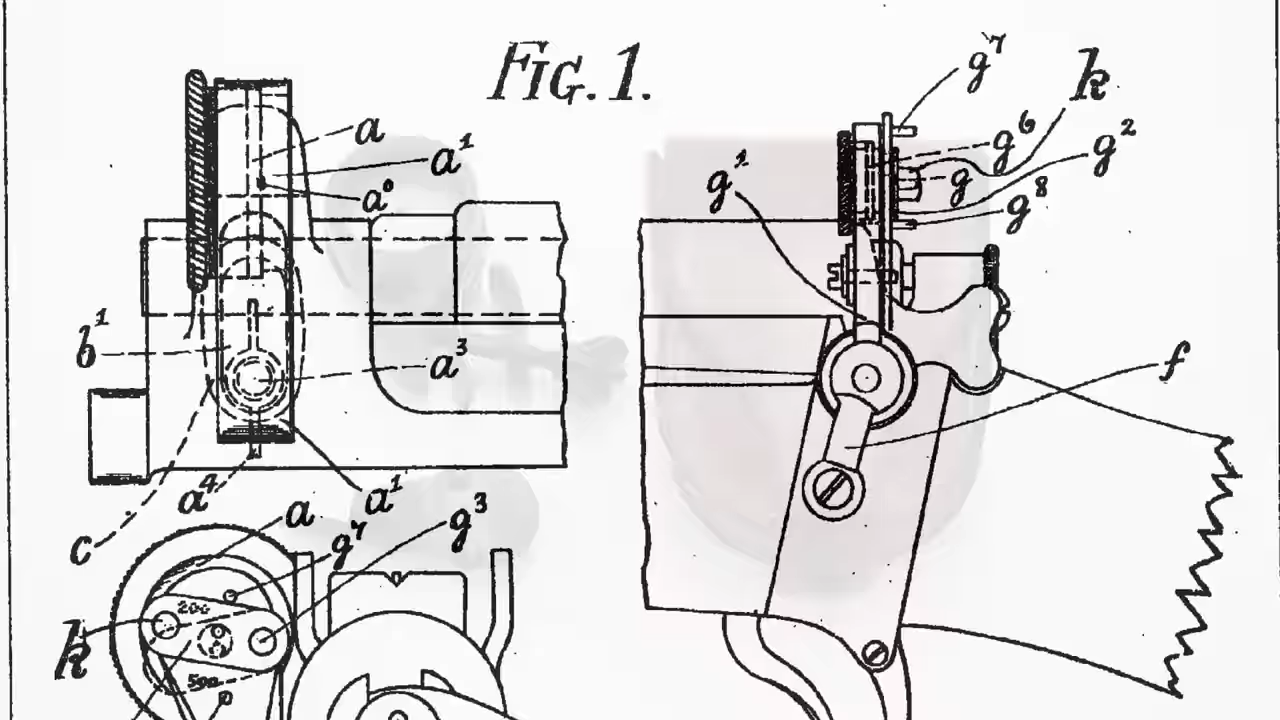 FIG. 1.
a
a¹
a⁰
b¹
a³
a⁴
a¹
c
g⁷
k
g⁶
g²
g
g⁸
g¹
f
a
g⁷
g³
k
200
500